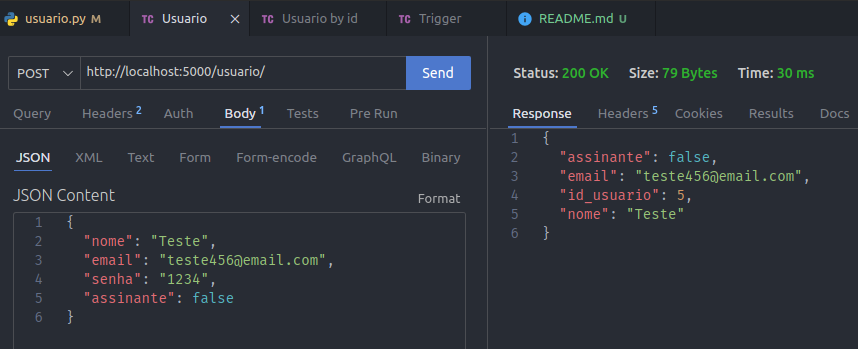 usuario.py M TC Usuario × TC Usuario by id TC Trigger README.md U
POST http://localhost:5000/usuario/ Send
Query Headers 2 Auth Body 1 Tests Pre Run
JSON XML Text Form Form-encode GraphQL Binary
JSON Content Format
1 {
2 "nome": "Teste",
3 "email": "teste456@email.com",
4 "senha": "1234",
5 "assinante": false
6 }
Status: 200 OK Size: 79 Bytes Time: 30 ms
Response Headers 5 Cookies Results Docs
1 {
2 "assinante": false,
3 "email": "teste456@email.com",
4 "id_usuario": 5,
5 "nome": "Teste"
6 }